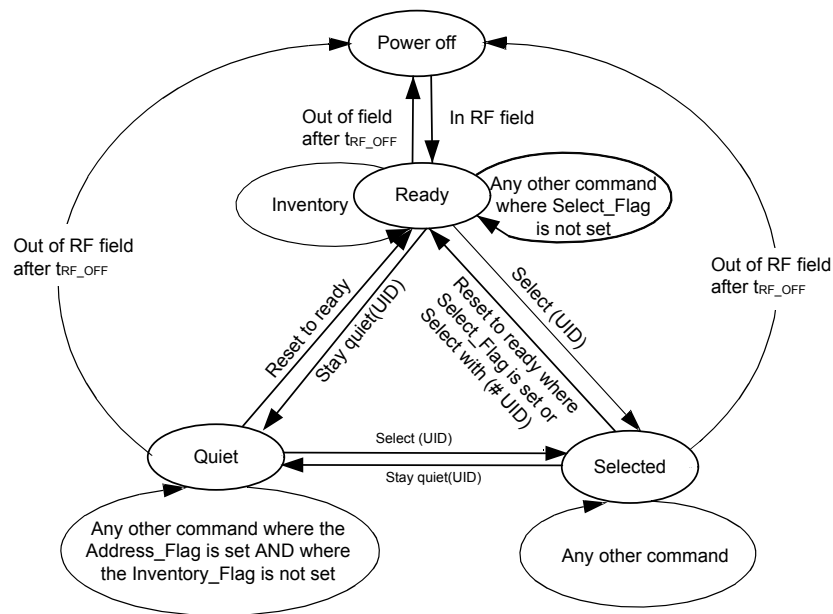 Power off
Out of field
after tRF_OFF
In RF field
Ready
Inventory
Any other command
where Select_Flag
is not set
Out of RF field
after tRF_OFF
Out of RF field
after tRF_OFF
Reset to ready
Stay quiet(UID)
Select (UID)
Reset to ready where
Select_Flag is set or
Select with (# UID)
Quiet
Select (UID)
Stay quiet(UID)
Selected
Any other command where the
Address_Flag is set AND where
the Inventory_Flag is not set
Any other command